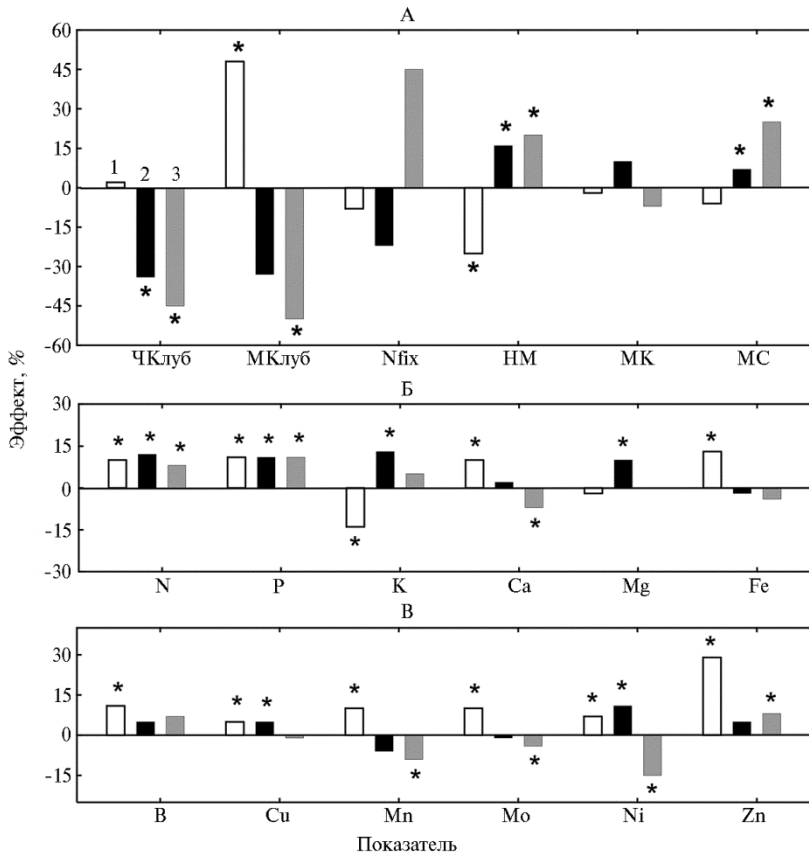 А
60
45
30
15
0
-15
-30
-45
-60
1 2 3
* * * * * * * * *
ЧКлуб МКлуб Nfix НМ МК МС
Эффект, %
Б
30
15
0
-15
-30
* * * * * * * * * * * *
N P K Ca Mg Fe
В
30
15
0
-15
* * * * * * * * * * * *
B Cu Mn Mo Ni Zn
Показатель